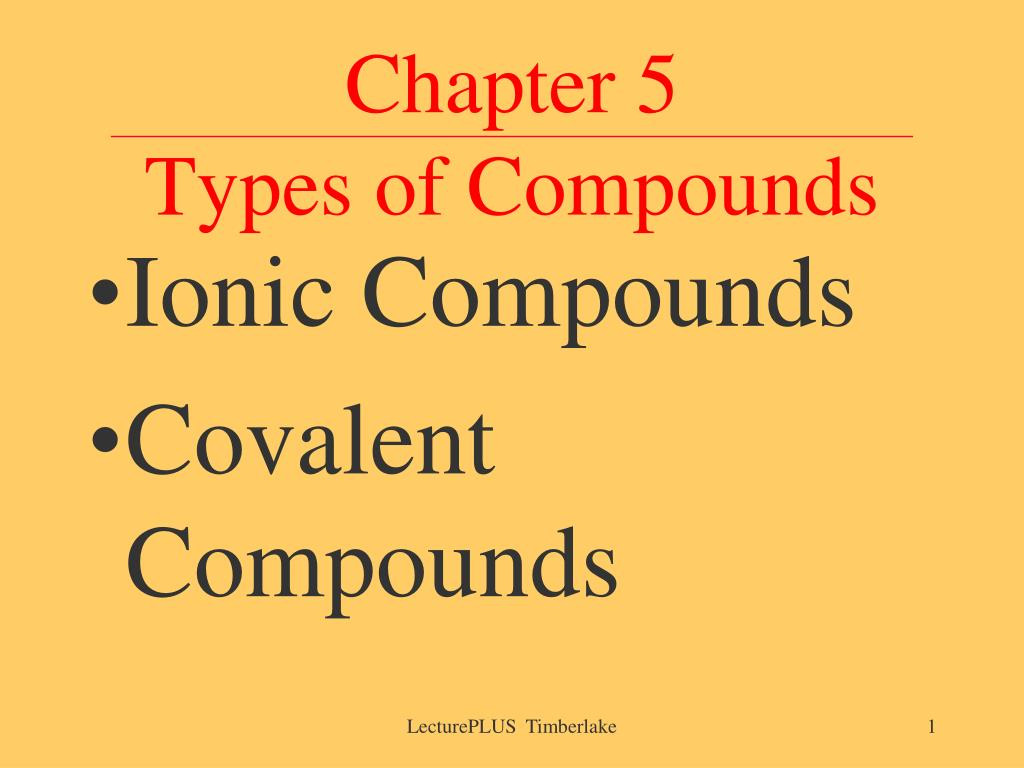 Chapter 5
Types of Compounds
•Ionic Compounds
•Covalent
Compounds
LecturePLUS Timberlake
1